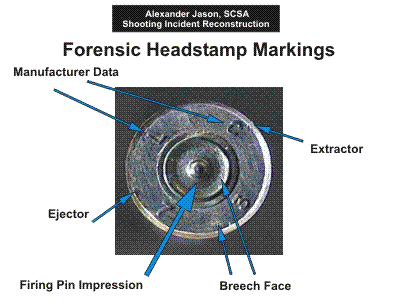 Alexander Jason, SCSA
Shooting Incident Reconstruction
Forensic Headstamp Markings
Manufacturer Data
Extractor
Ejector
Firing Pin Impression
Breech Face